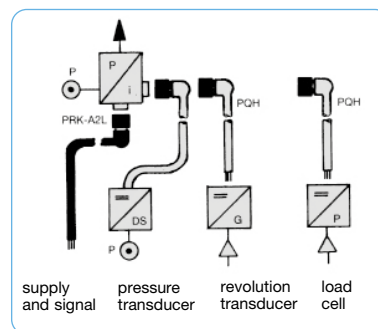 P
P
i
PRK-A2L
PQH
PQH
DS
G
P
P
supply
and signal
pressure
transducer
revolution
transducer
load
cell